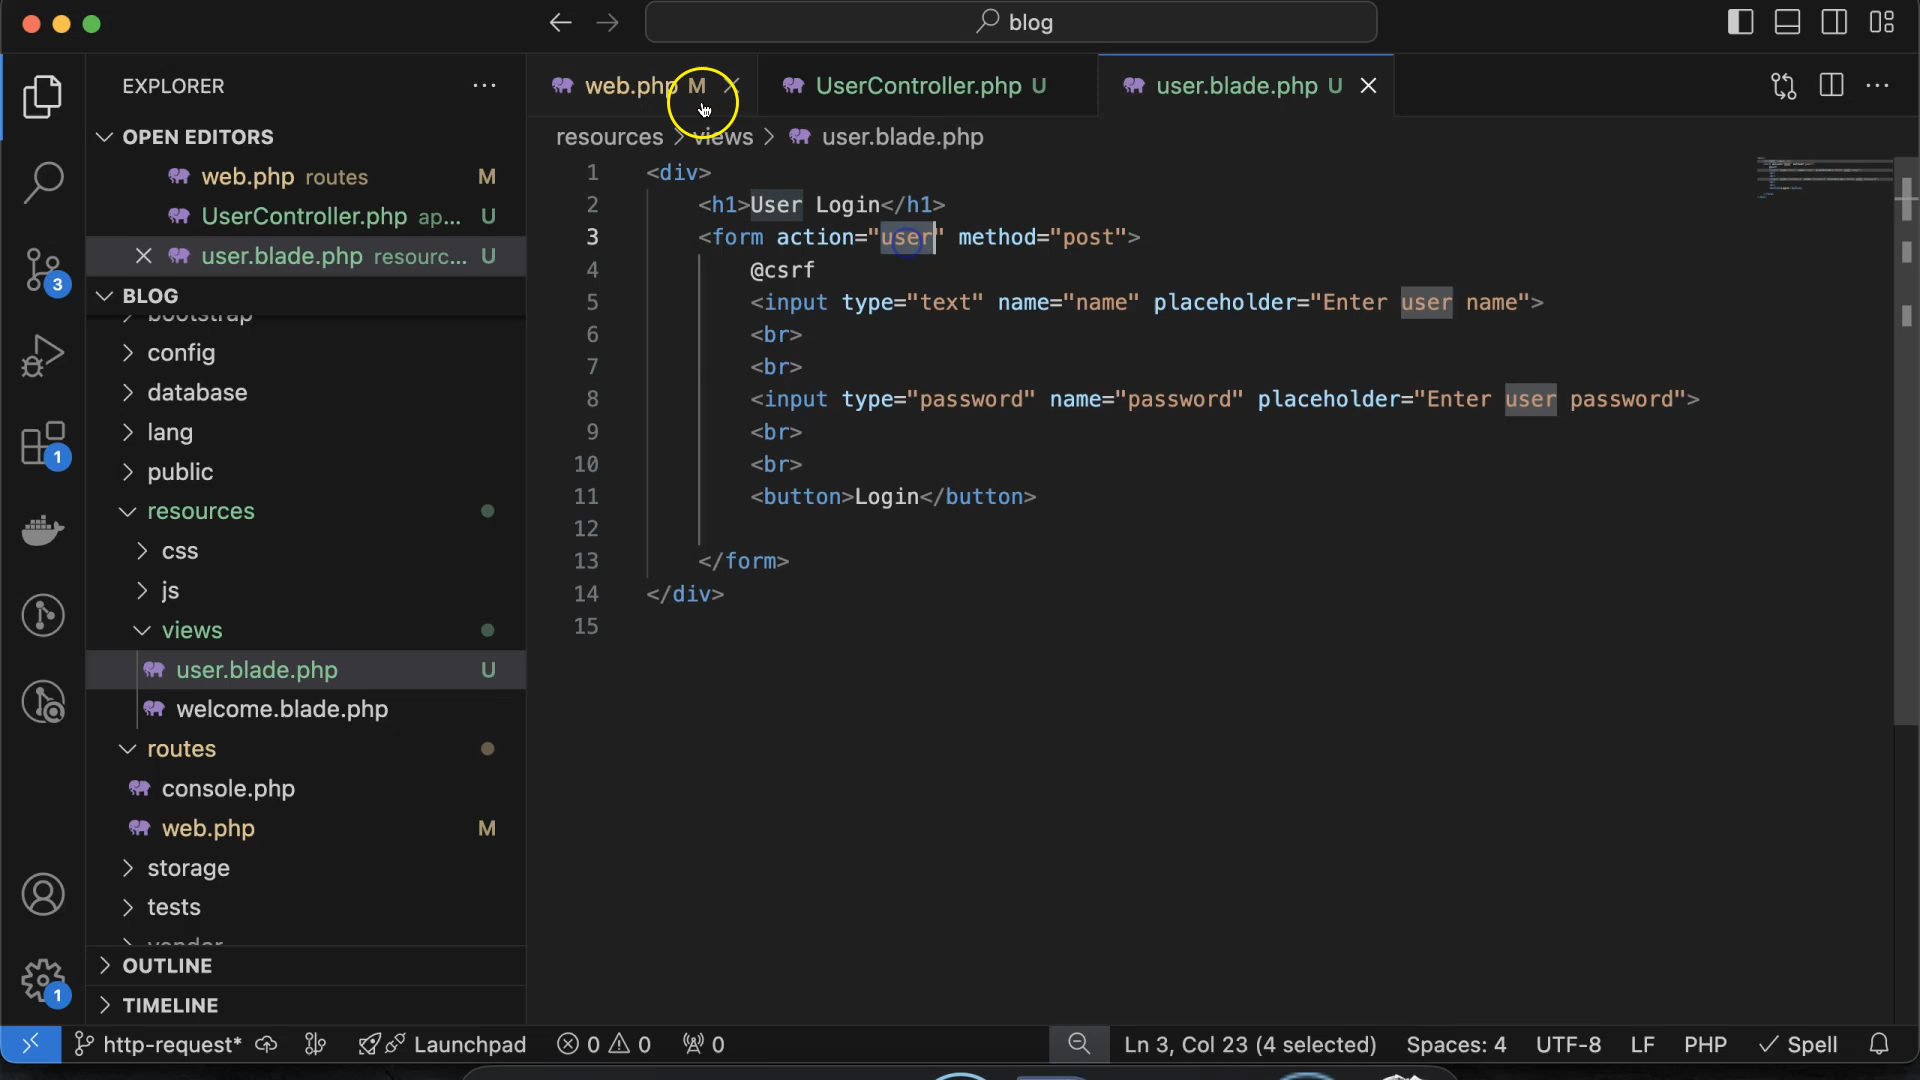 blog
EXPLORER
web.php M
UserController.php U
user.blade.php U
OPEN EDITORS
web.php routes M
UserController.php ap... U
user.blade.php resourc... U
BLOG
bootstrap
config
database
lang
public
resources
css
js
views
user.blade.php U
welcome.blade.php
routes
console.php
web.php M
storage
tests
vendor
OUTLINE
TIMELINE
resources > views > user.blade.php
1 <div>
2 <h1>User Login</h1>
3 <form action="user" method="post">
4 @csrf
5 <input type="text" name="name" placeholder="Enter user name">
6 <br>
7 <br>
8 <input type="password" name="password" placeholder="Enter user password">
9 <br>
10 <br>
11 <button>Login</button>
12
13 </form>
14 </div>
15
3
1
1
http-request* Launchpad 0 0 0 Ln 3, Col 23 (4 selected) Spaces: 4 UTF-8 LF PHP Spell